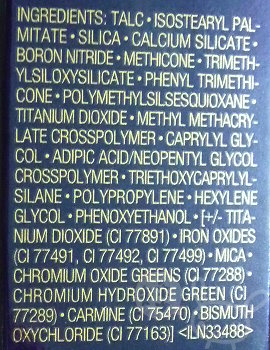 INGREDIENTS: TALC • ISOSTEARYL PAL-
MITATE • SILICA • CALCIUM SILICATE •
BORON NITRIDE • METHICONE • TRIMETH-
YLSILOXYSILICATE • PHENYL TRIMETHI-
CONE • POLYMETHYLSILSESQUIOXANE •
TITANIUM DIOXIDE • METHYL METHACRY-
LATE CROSSPOLYMER • CAPRYLYL GLY-
COL • ADIPIC ACID/NEOPENTYL GLYCOL
CROSSPOLYMER • TRIETHOXYCAPRYLYL-
SILANE • POLYPROPYLENE • HEXYLENE
GLYCOL • PHENOXYETHANOL • [+/- TITA-
NIUM DIOXIDE (CI 77891) • IRON OXIDES
(CI 77491, CI 77492, CI 77499) • MICA •
CHROMIUM OXIDE GREENS (CI 77288) •
CHROMIUM HYDROXIDE GREEN (CI
77289) • CARMINE (CI 75470) • BISMUTH
OXYCHLORIDE (CI 77163)] <ILN33488>